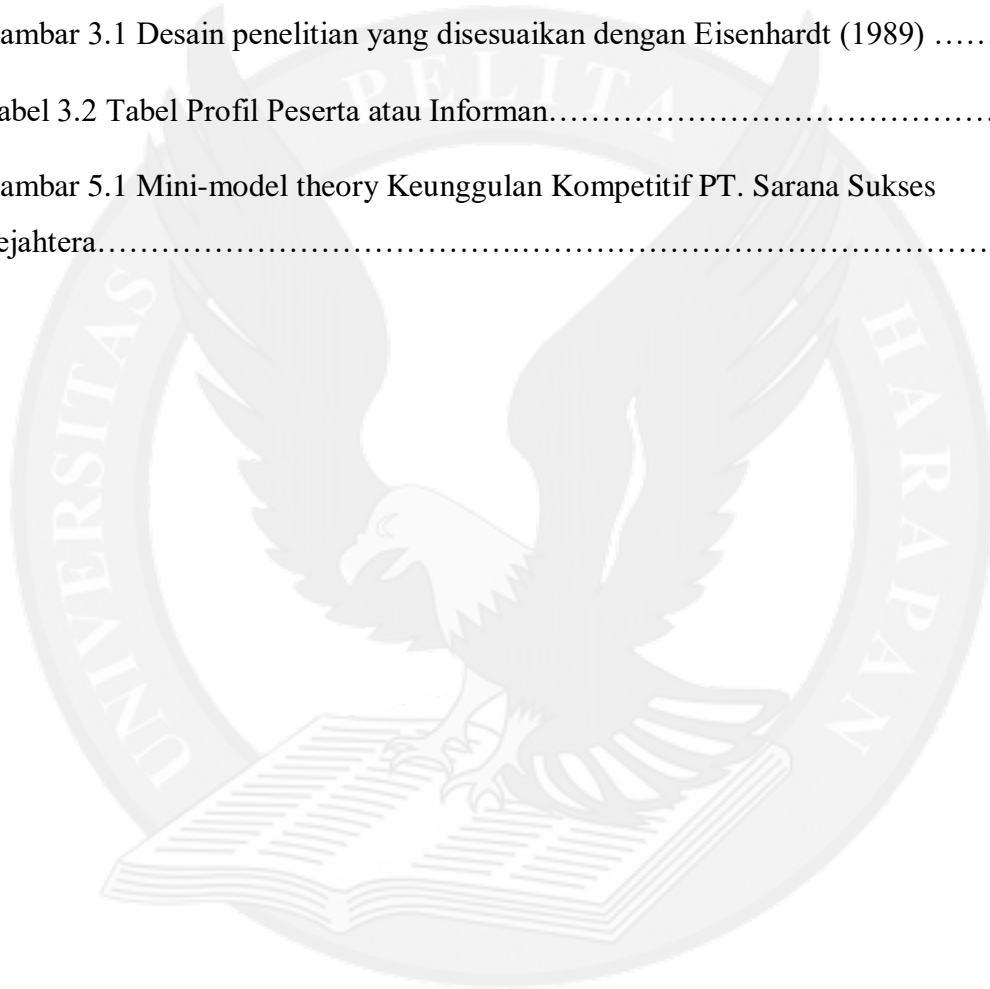 ambar 3.1 Desain penelitian yang disesuaikan dengan Eisenhardt (1989) ……
abel 3.2 Tabel Profil Peserta atau Informan……………………………………
ambar 5.1 Mini-model theory Keunggulan Kompetitif PT. Sarana Sukses
ejahtera……………………………………………………………………………
UNIVERSITAS PELITA HARAPAN